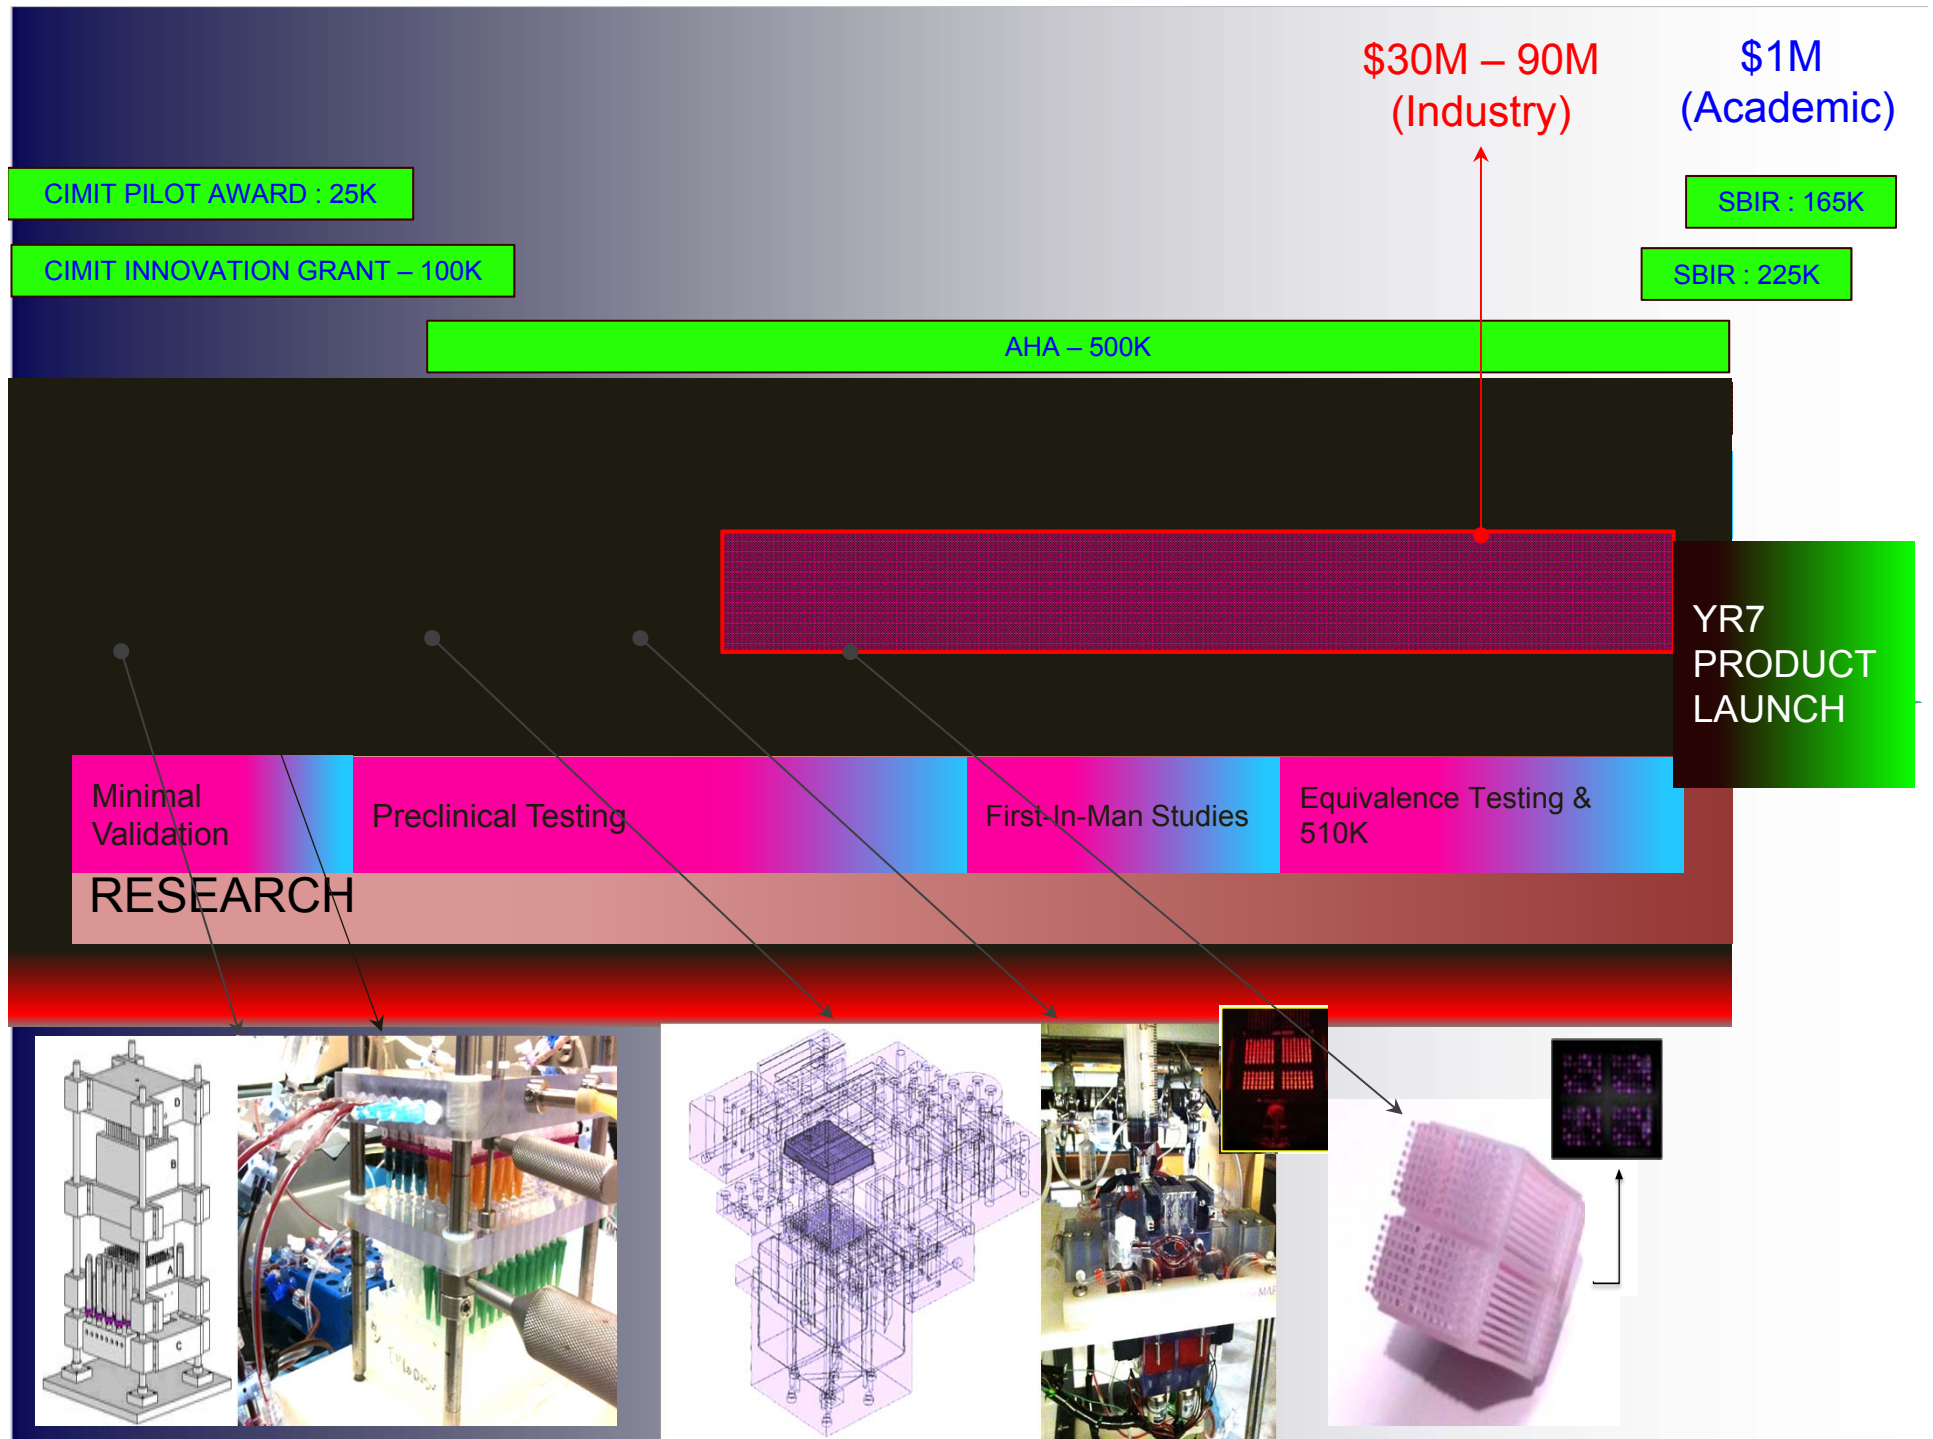 $30M – 90M
(Industry)
$1M
(Academic)
CIMIT PILOT AWARD : 25K
SBIR : 165K
CIMIT INNOVATION GRANT – 100K
SBIR : 225K
AHA – 500K
YR7
PRODUCT
LAUNCH
Minimal
Validation
Preclinical Testing
First-In-Man Studies
Equivalence Testing &
510K
RESEARCH
D
B
A
C